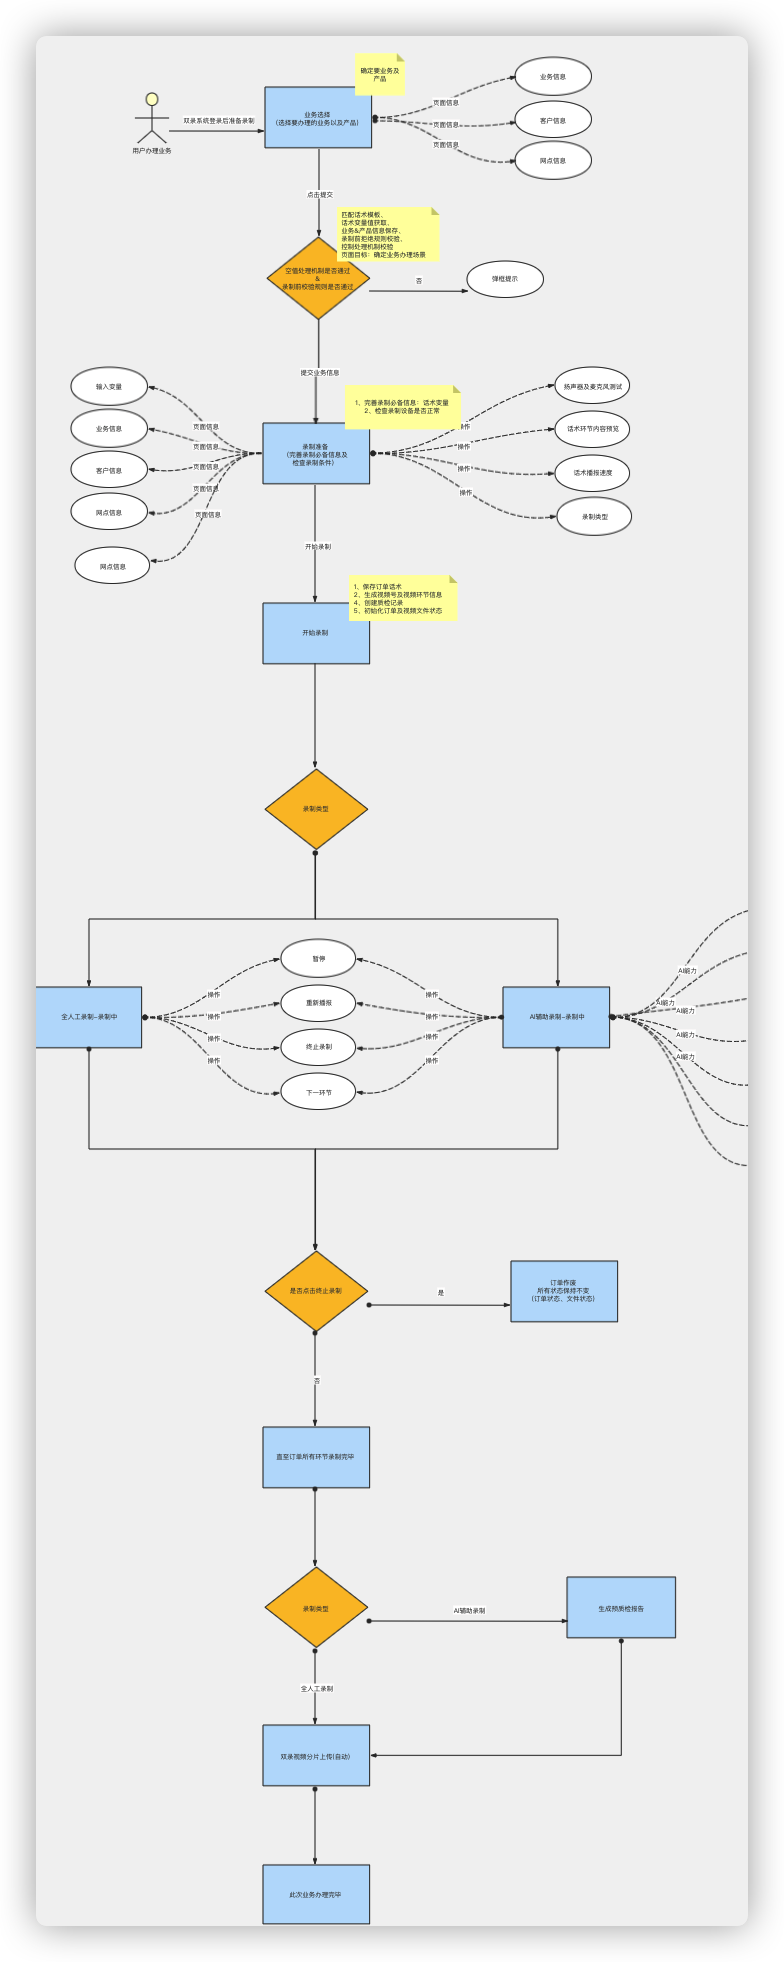 确定要业务及
产品
业务信息
双录系统登录后准备录制
业务选择
(选择要办理的业务以及产品)
页面信息
页面信息
页面信息
客户信息
网点信息
用户办理业务
点击提交
匹配话术模板、
话术变量值获取、
业务&产品信息保存、
录制前拒绝规则校验、
控制处理机制校验
页面目标：确定业务办理场景
空值处理机制是否通过
&
录制前校验规则是否通过
否
弹框提示
提交业务信息
输入变量
业务信息
客户信息
网点信息
网点信息
页面信息
页面信息
页面信息
页面信息
页面信息
1、完善录制必备信息：话术变量
2、检查录制设备是否正常
录制准备
(完善录制必备信息及
检查录制条件)
操作
操作
操作
操作
扬声器及麦克风测试
话术环节内容预览
话术播报速度
录制类型
开始录制
1、保存订单话术
2、生成视频号及视频环节信息
4、创建质检记录
5、初始化订单及视频文件状态
开始录制
录制类型
全人工录制-录制中
操作
操作
操作
操作
暂停
重新播报
终止录制
下一环节
操作
操作
操作
操作
AI辅助录制-录制中
AI能力
AI能力
AI能力
AI能力
AI能力
是否点击终止录制
是
订单作废
所有状态保持不变
(订单状态、文件状态)
否
直至订单所有环节录制完毕
录制类型
AI辅助录制
生成预质检报告
全人工录制
双录视频分片上传(自动)
此次业务办理完毕